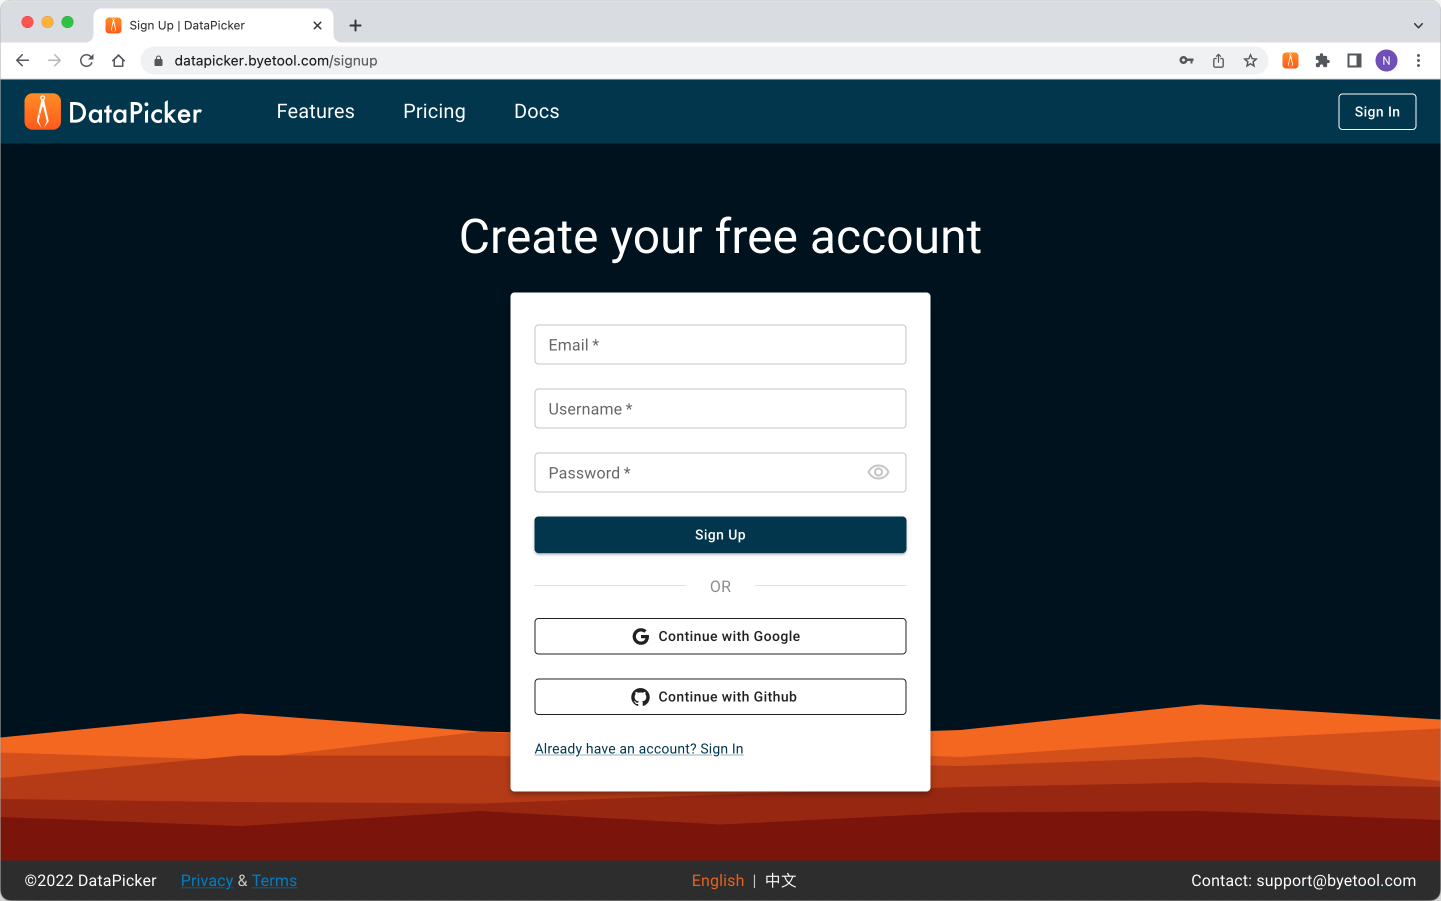 Sign Up | DataPicker
datapicker.byetool.com/signup
N
DataPicker Features Pricing Docs Sign In
Create your free account
Email *
Username *
Password *
Sign Up
OR
Continue with Google
Continue with Github
Already have an account? Sign In
©2022 DataPicker Privacy & Terms English | 中文 Contact: support@byetool.com